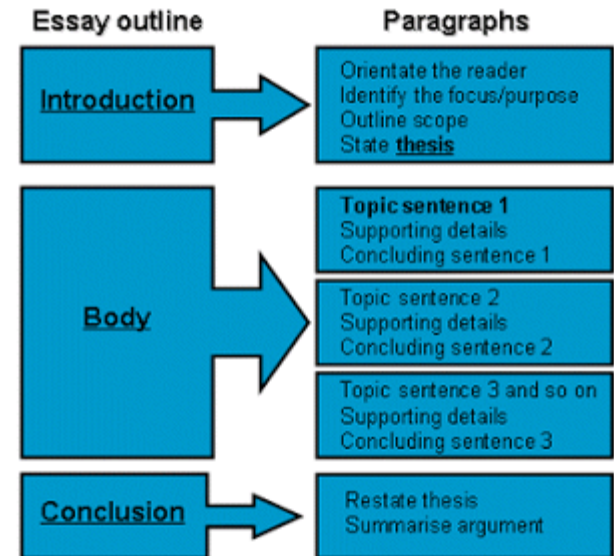 Essay outline
Paragraphs
Introduction
Orientate the reader
Identify the focus/purpose
Outline scope
State thesis
Body
Topic sentence 1
Supporting details
Concluding sentence 1
Topic sentence 2
Supporting details
Concluding sentence 2
Topic sentence 3 and so on
Supporting details
Concluding sentence 3
Conclusion
Restate thesis
Summarise argument